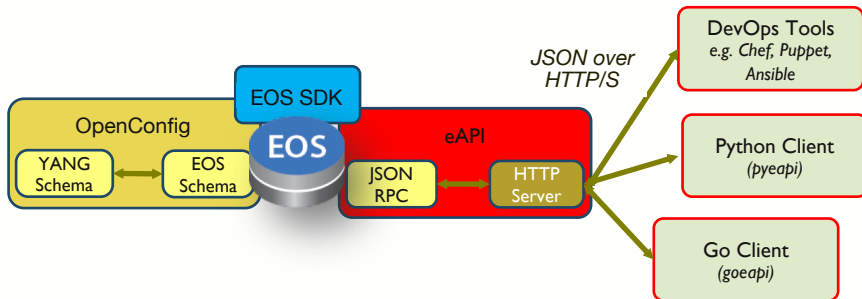 DevOps Tools
e.g. Chef, Puppet,
Ansible
JSON over
HTTP/S
EOS SDK
OpenConfig
EOS
eAPI
YANG
Schema
EOS
Schema
JSON
RPC
HTTP
Server
Python Client
(pyeapi)
Go Client
(goeapi)